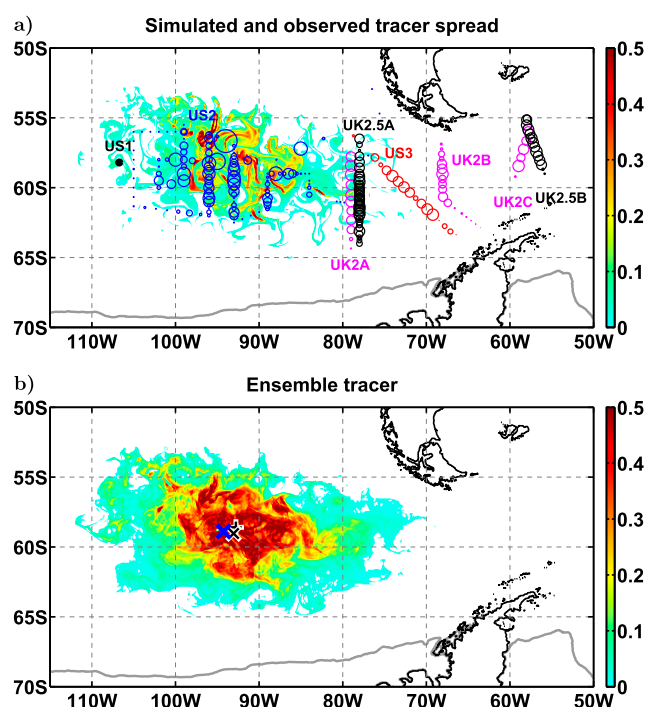 a)
Simulated and observed tracer spread
50S
55S
60S
65S
70S
110W 100W 90W 80W 70W 60W 50W
0.5
0.4
0.3
0.2
0.1
0
US1
US2
UK2.5A
US3
UK2B
UK2C
UK2.5B
UK2A
b)
Ensemble tracer
50S
55S
60S
65S
70S
110W 100W 90W 80W 70W 60W 50W
0.5
0.4
0.3
0.2
0.1
0